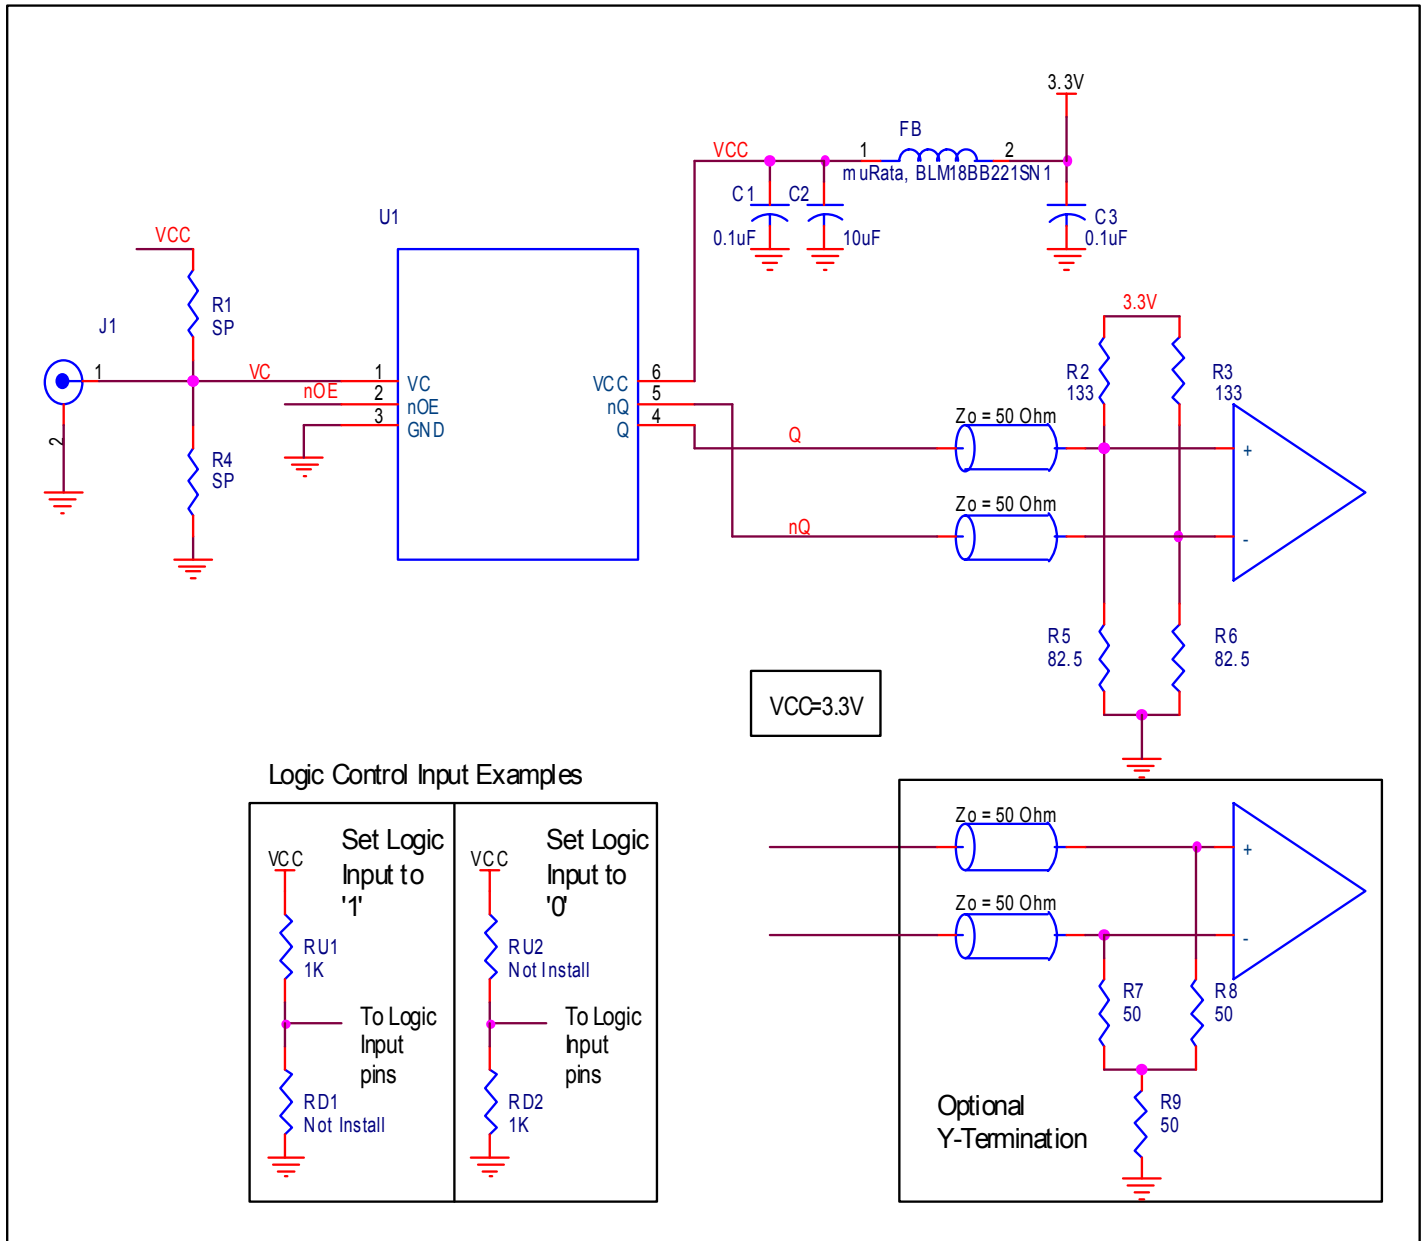 3.3V
FB
VCC
1
2
muRata, BLM18BB221SN1
C1
C2
C3
0.1uF
10uF
0.1uF
U1
VCC
R1
SP
J1
1
VC
1
VC
nOE
2
nOE
3
GND
2
R4
SP
VCC
6
nQ
5
Q
4
3.3V
R2
133
R3
133
Zo = 50 Ohm
Q
+
Zo = 50 Ohm
nQ
-
R5
82.5
R6
82.5
VCC=3.3V
Logic Control Input Examples
VCC
Set Logic
Input to
'1'
RU1
1K
To Logic
Input
pins
RD1
Not Install
VCC
Set Logic
Input to
'0'
RU2
Not Install
To Logic
Input
pins
RD2
1K
Zo = 50 Ohm
+
Zo = 50 Ohm
-
R7
50
R8
50
R9
50
Optional
Y-Termination